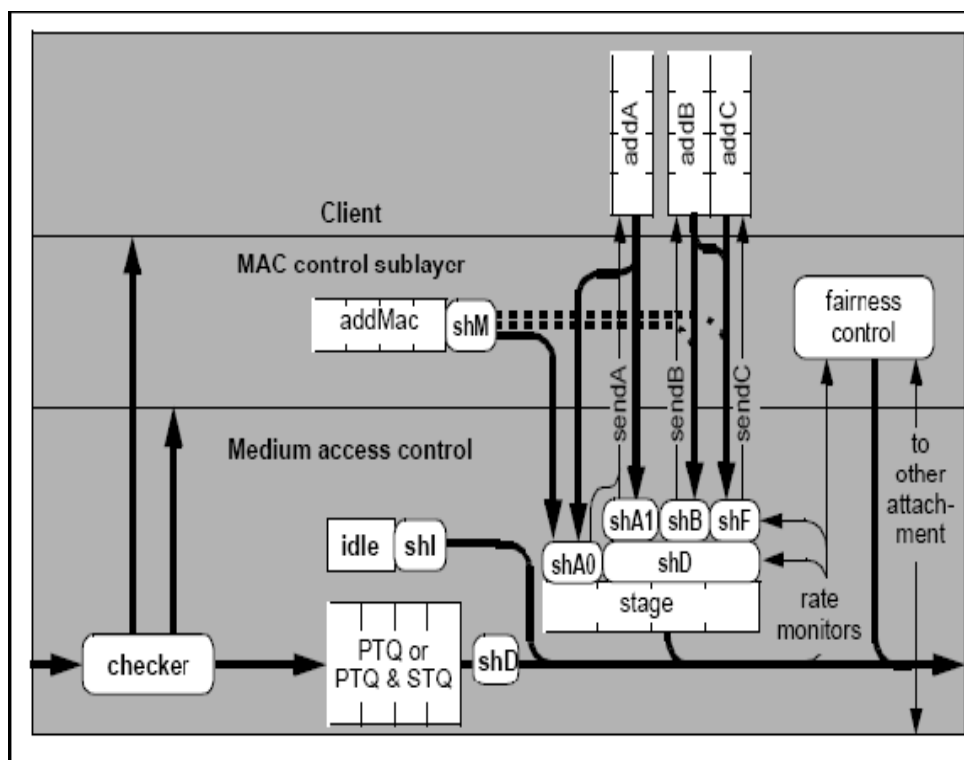 addA
addB
addC
Client
MAC control sublayer
addMac
shM
fairness
control
sendA
sendB
sendC
Medium access control
to
other
attach-
ment
idle
shI
shA1
shB
shF
shA0
shD
stage
rate
monitors
checker
PTQ or
PTQ & STQ
shD